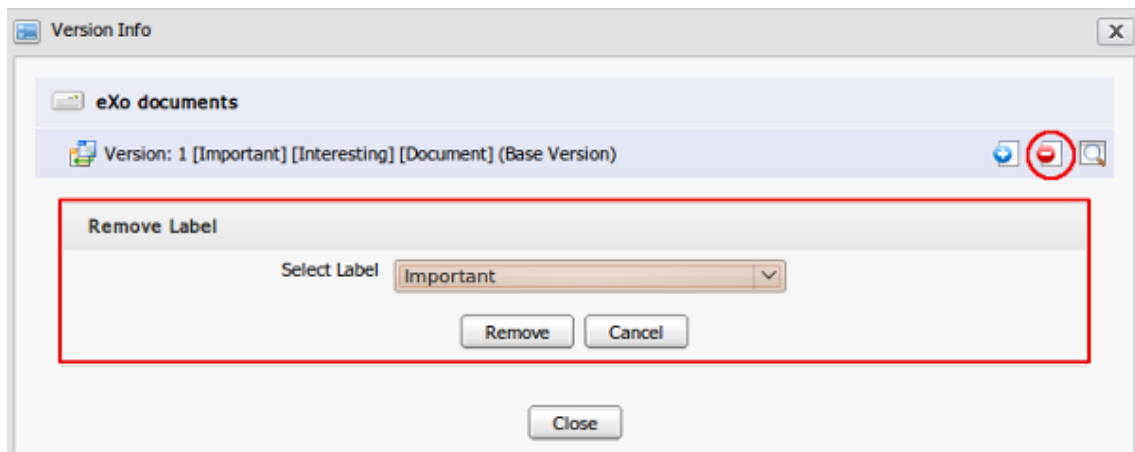 Version Info
eXo documents
Version: 1 [Important] [Interesting] [Document] (Base Version)
Remove Label
Select Label Important
Remove Cancel
Close